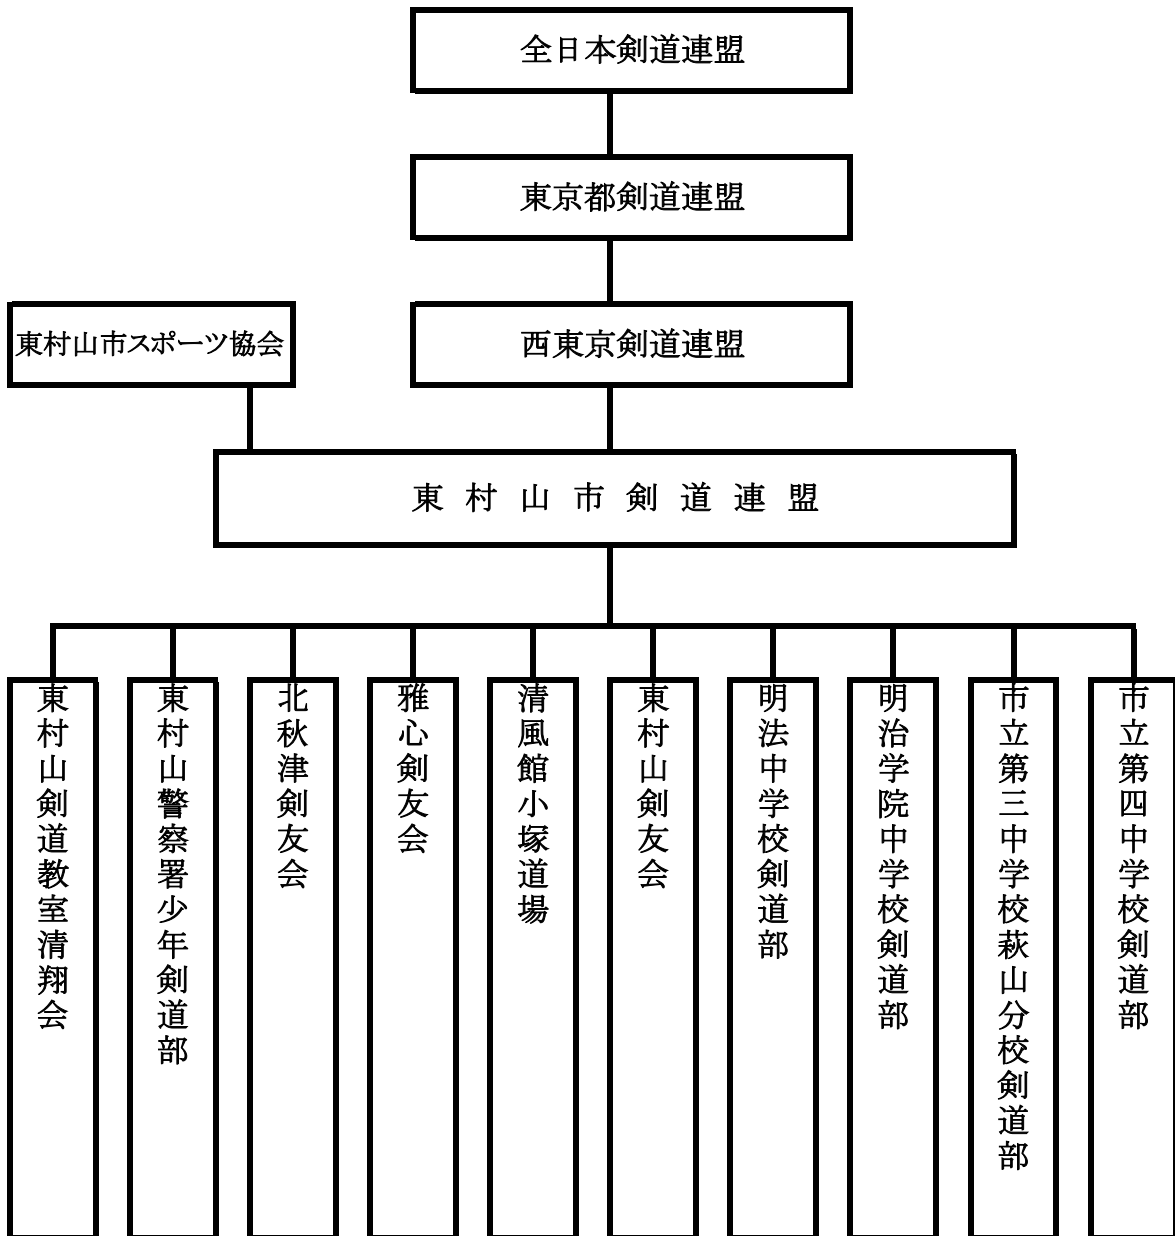 全日本剣道連盟
東京都剣道連盟
東村山市スポーツ協会
西東京剣道連盟
東村山市剣道連盟
東村山剣道教室清翔会
東村山警察署少年剣道部
北秋津剣友会
雅心剣友会
清風館小塚道場
東村山剣友会
明法中学校剣道部
明治学院中学校剣道部
市立第三中学校萩山分校剣道部
市立第四中学校剣道部